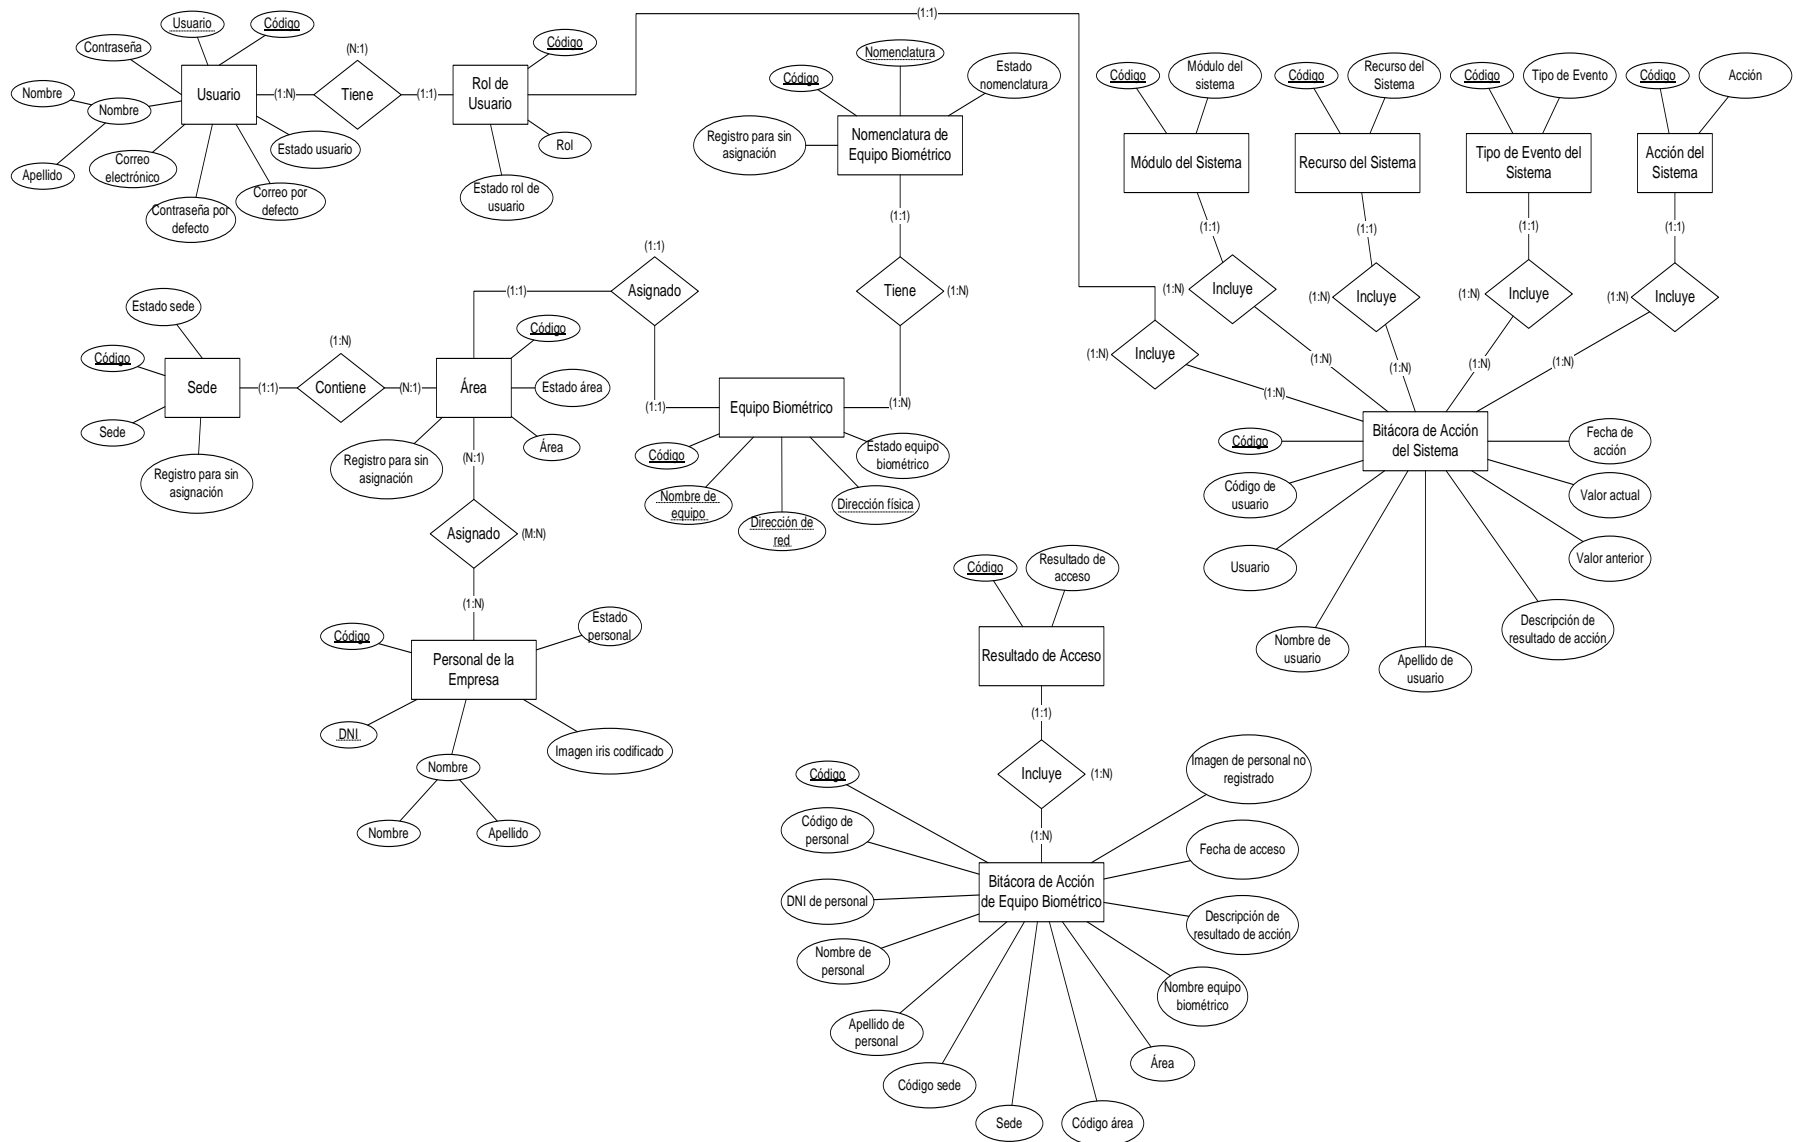 (1:1)
Usuario
Código
Contraseña
(N:1)
Código
Nomenclatura
Estado
nomenclatura
Código
Código
Módulo del
sistema
Código
Recurso del
Sistema
Código
Tipo de Evento
Código
Acción
Nombre
Nombre
Usuario
(1:N)
Tiene
(1:1)
Rol de
Usuario
Apellido
Correo
electrónico
Estado usuario
Rol
Contraseña por
defecto
Correo por
defecto
Estado rol de
usuario
Registro para sin
asignación
Nomenclatura de
Equipo Biométrico
Módulo del Sistema
Recurso del Sistema
Tipo de Evento del
Sistema
Acción del
Sistema
(1:1)
(1:1)
(1:1)
(1:1)
(1:1)
(1:1)
(1:1)
Asignado
Tiene
(1:N)
(1:N)
Incluye
(1:N)
Incluye
(1:N)
Incluye
(1:N)
Incluye
Estado sede
Código
Sede
(1:1)
(1:N)
Contiene
(N:1)
Área
Código
Estado área
Área
(1:N)
Incluye
(1:N)
(1:N)
(1:N)
(1:N)
(1:N)
Sede
Registro para sin
asignación
Registro para sin
asignación
(N:1)
(1:1)
Equipo Biométrico
(1:N)
Código
Nombre de
equipo
Dirección de
red
Dirección física
Estado equipo
biométrico
Bitácora de Acción
del Sistema
Código
Código de
usuario
Usuario
Nombre de
usuario
Apellido de
usuario
Descripción de
resultado de acción
Valor anterior
Valor actual
Fecha de
acción
Asignado
(M:N)
(1:N)
Código
Estado
personal
Personal de la
Empresa
DNI
Nombre
Imagen iris codificado
Nombre
Apellido
Código
Resultado de
acceso
Resultado de Acceso
(1:1)
Incluye
(1:N)
(1:N)
Código
Código de
personal
DNI de personal
Nombre de
personal
Apellido de
personal
Código sede
Sede
Código área
Área
Nombre equipo
biométrico
Descripción de
resultado de acción
Fecha de acceso
Imagen de personal no
registrado
Bitácora de Acción
de Equipo Biométrico